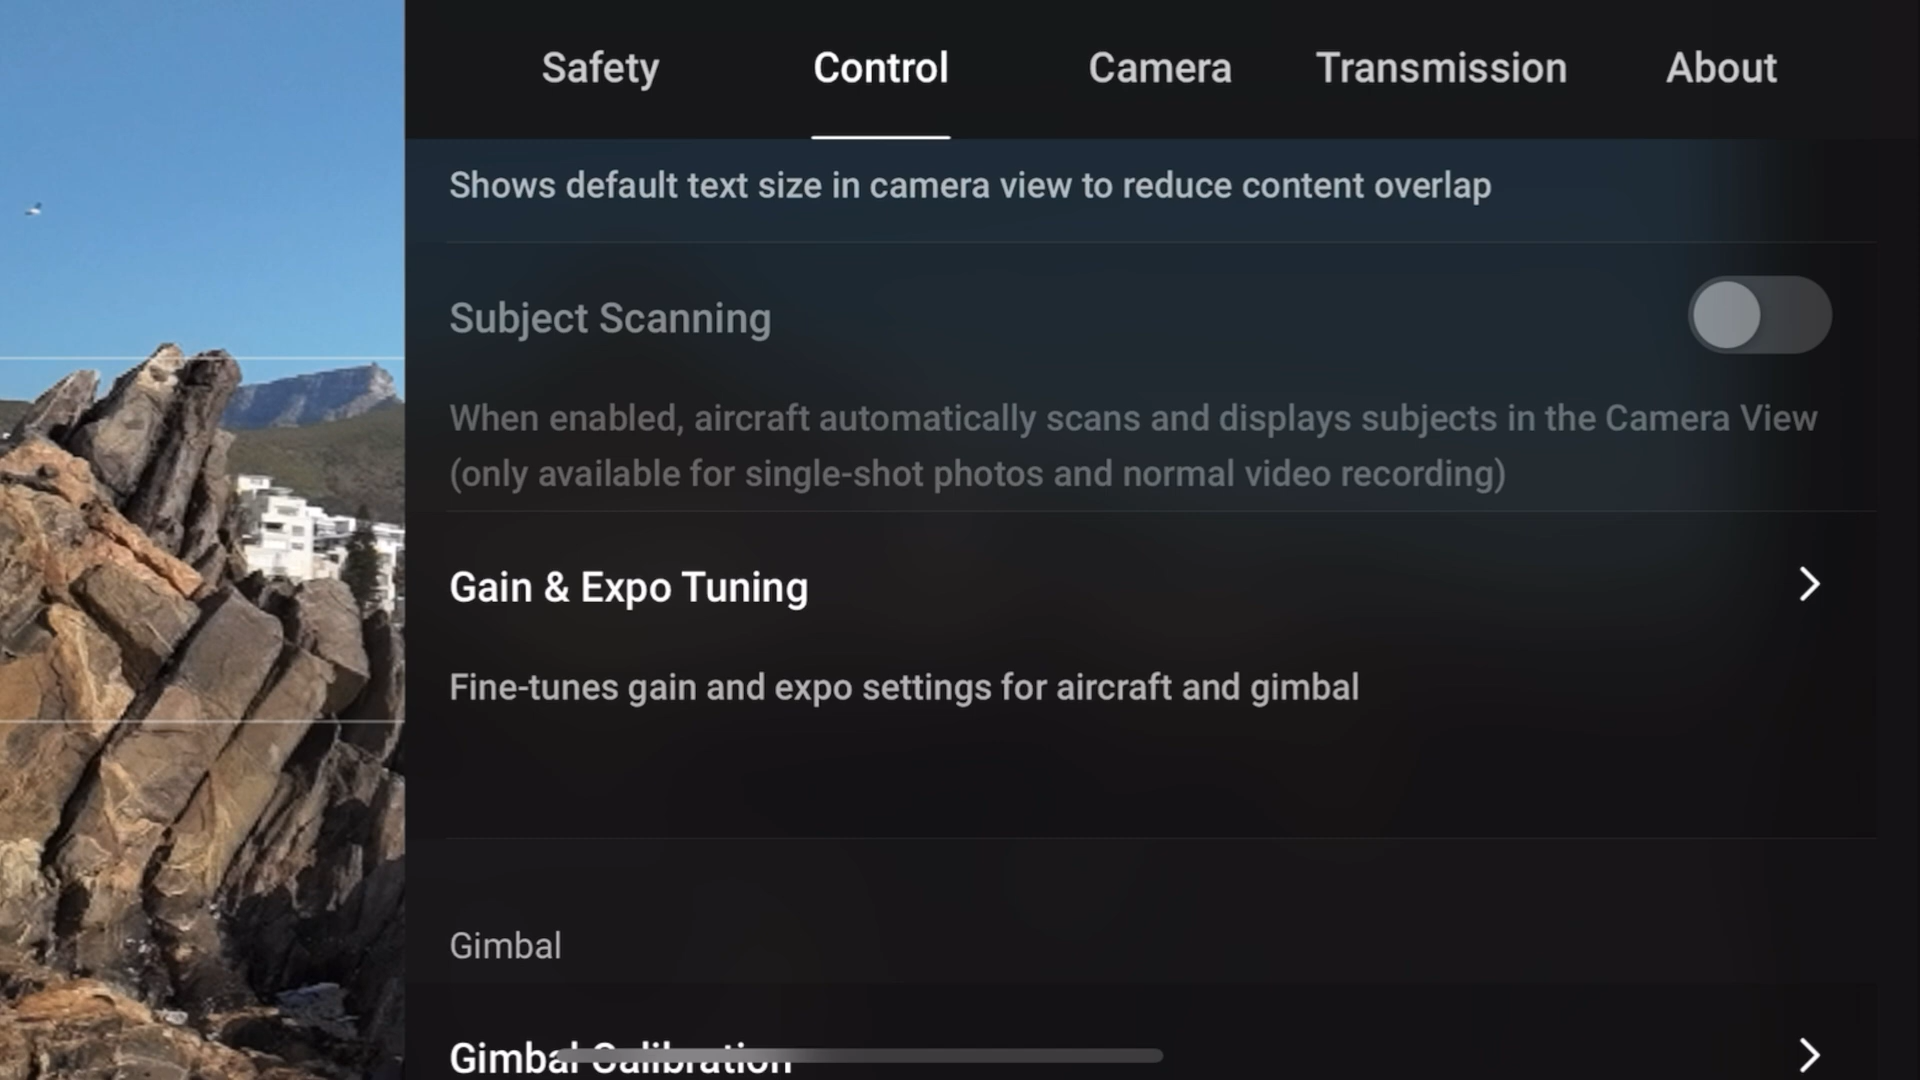 Safety Control Camera Transmission About
Shows default text size in camera view to reduce content overlap
Subject Scanning
When enabled, aircraft automatically scans and displays subjects in the Camera View
(only available for single-shot photos and normal video recording)
Gain & Expo Tuning
Fine-tunes gain and expo settings for aircraft and gimbal
Gimbal
Gimbal Calibration